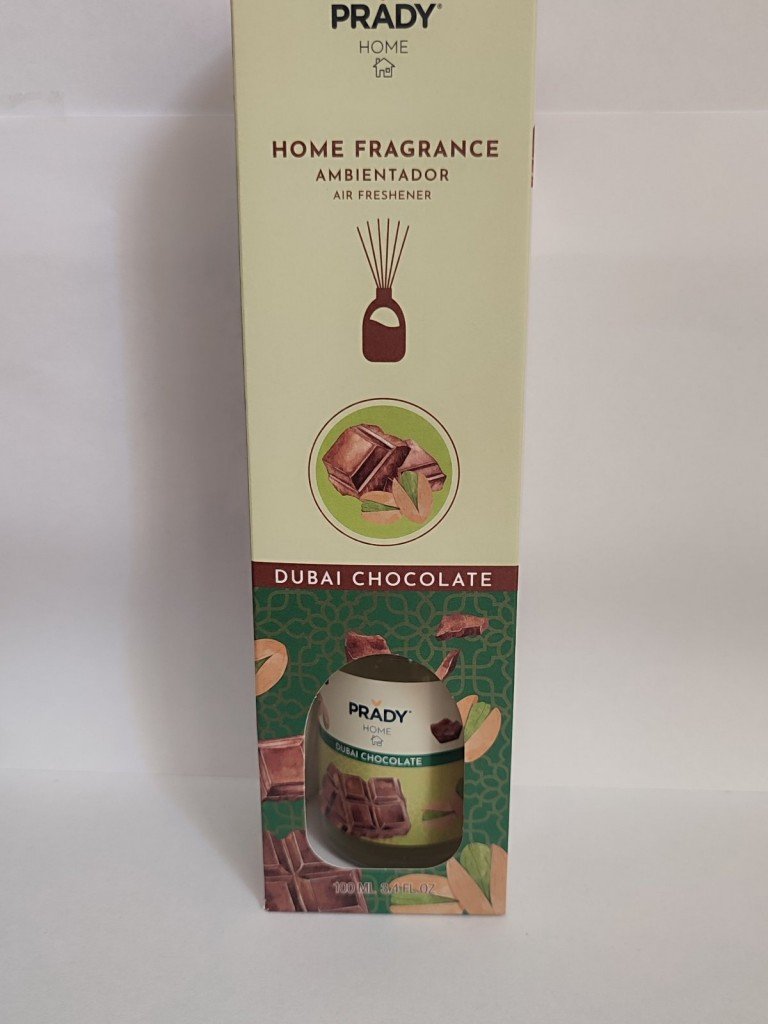 PRADY®
HOME
HOME FRAGRANCE
AMBIENTADOR
AIR FRESHENER
DUBAI CHOCOLATE
PRADY®
HOME
DUBAI CHOCOLATE
100 ML 3/4 FL OZ